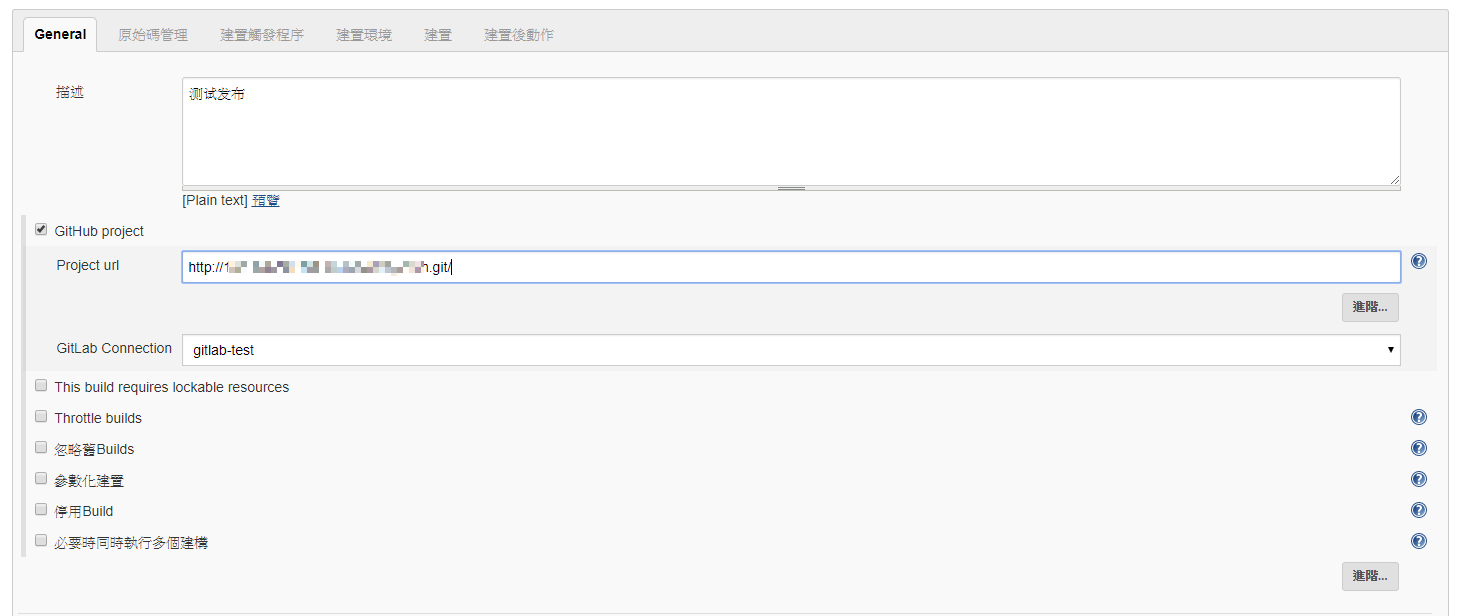 General 原始碼管理 建置觸發程序 建置環境 建置 建置後動作
描述
测试发布
[Plain text] 預覽
GitHub project
Project url
http://1 h.git/
進階...
GitLab Connection
gitlab-test
This build requires lockable resources
Throttle builds
忽略舊Builds
參數化建置
停用Build
必要時同時執行多個建構
進階...